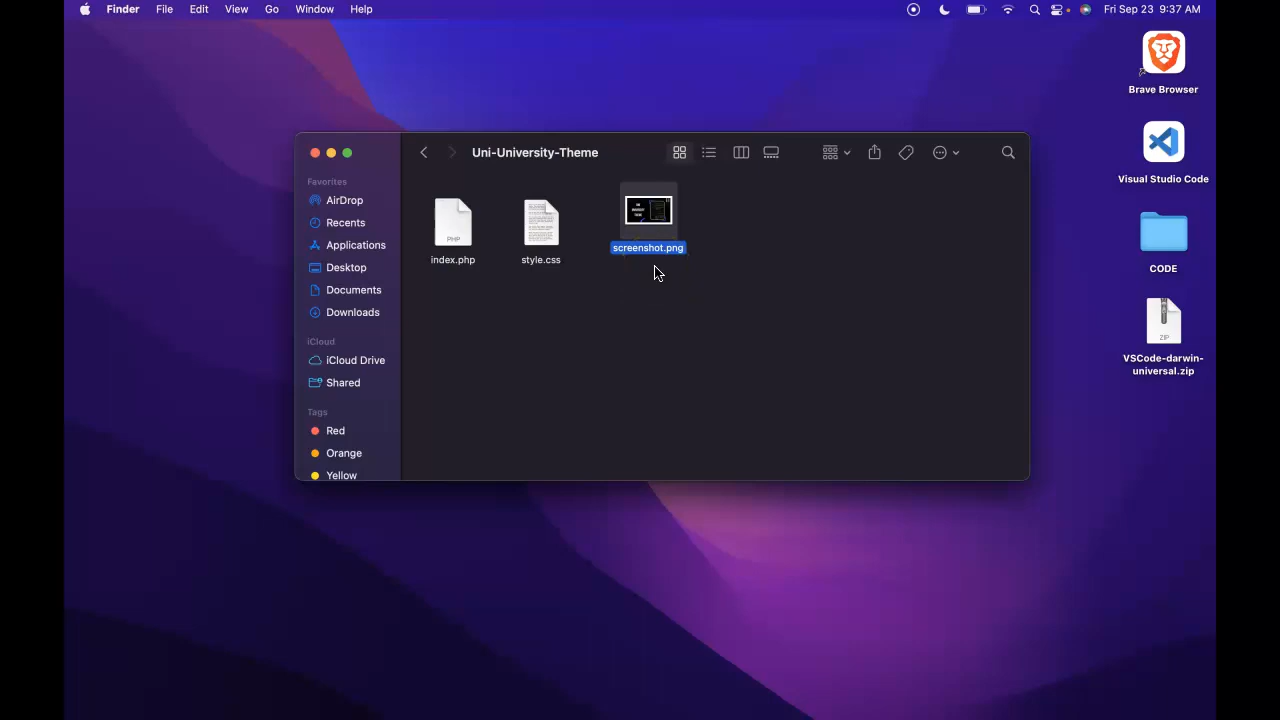 Finder File Edit View Go Window Help
Fri Sep 23 9:37 AM
Brave Browser
Visual Studio Code
CODE
ZIP
VSCode-darwin-
universal.zip
Uni-University-Theme
Favorites
AirDrop
Recents
Applications
Desktop
Documents
Downloads
iCloud
iCloud Drive
Shared
Tags
Red
Orange
Yellow
PHP
index.php
style.css
screenshot.png